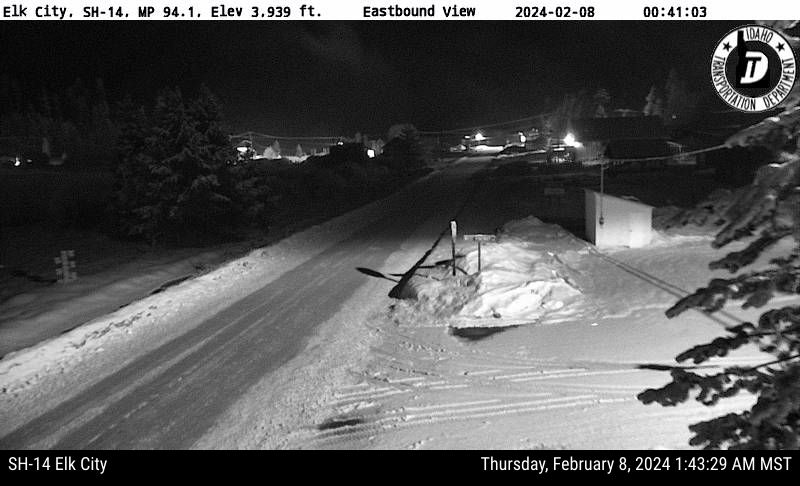 Elk City, SH-14, MP 94.1, Elev 3,939 ft. Eastbound View 2024-02-08 00:41:03
IDAHO
TRANSPORTATION DEPARTMENT
SH-14 Elk City Thursday, February 8, 2024 1:43:29 AM MST